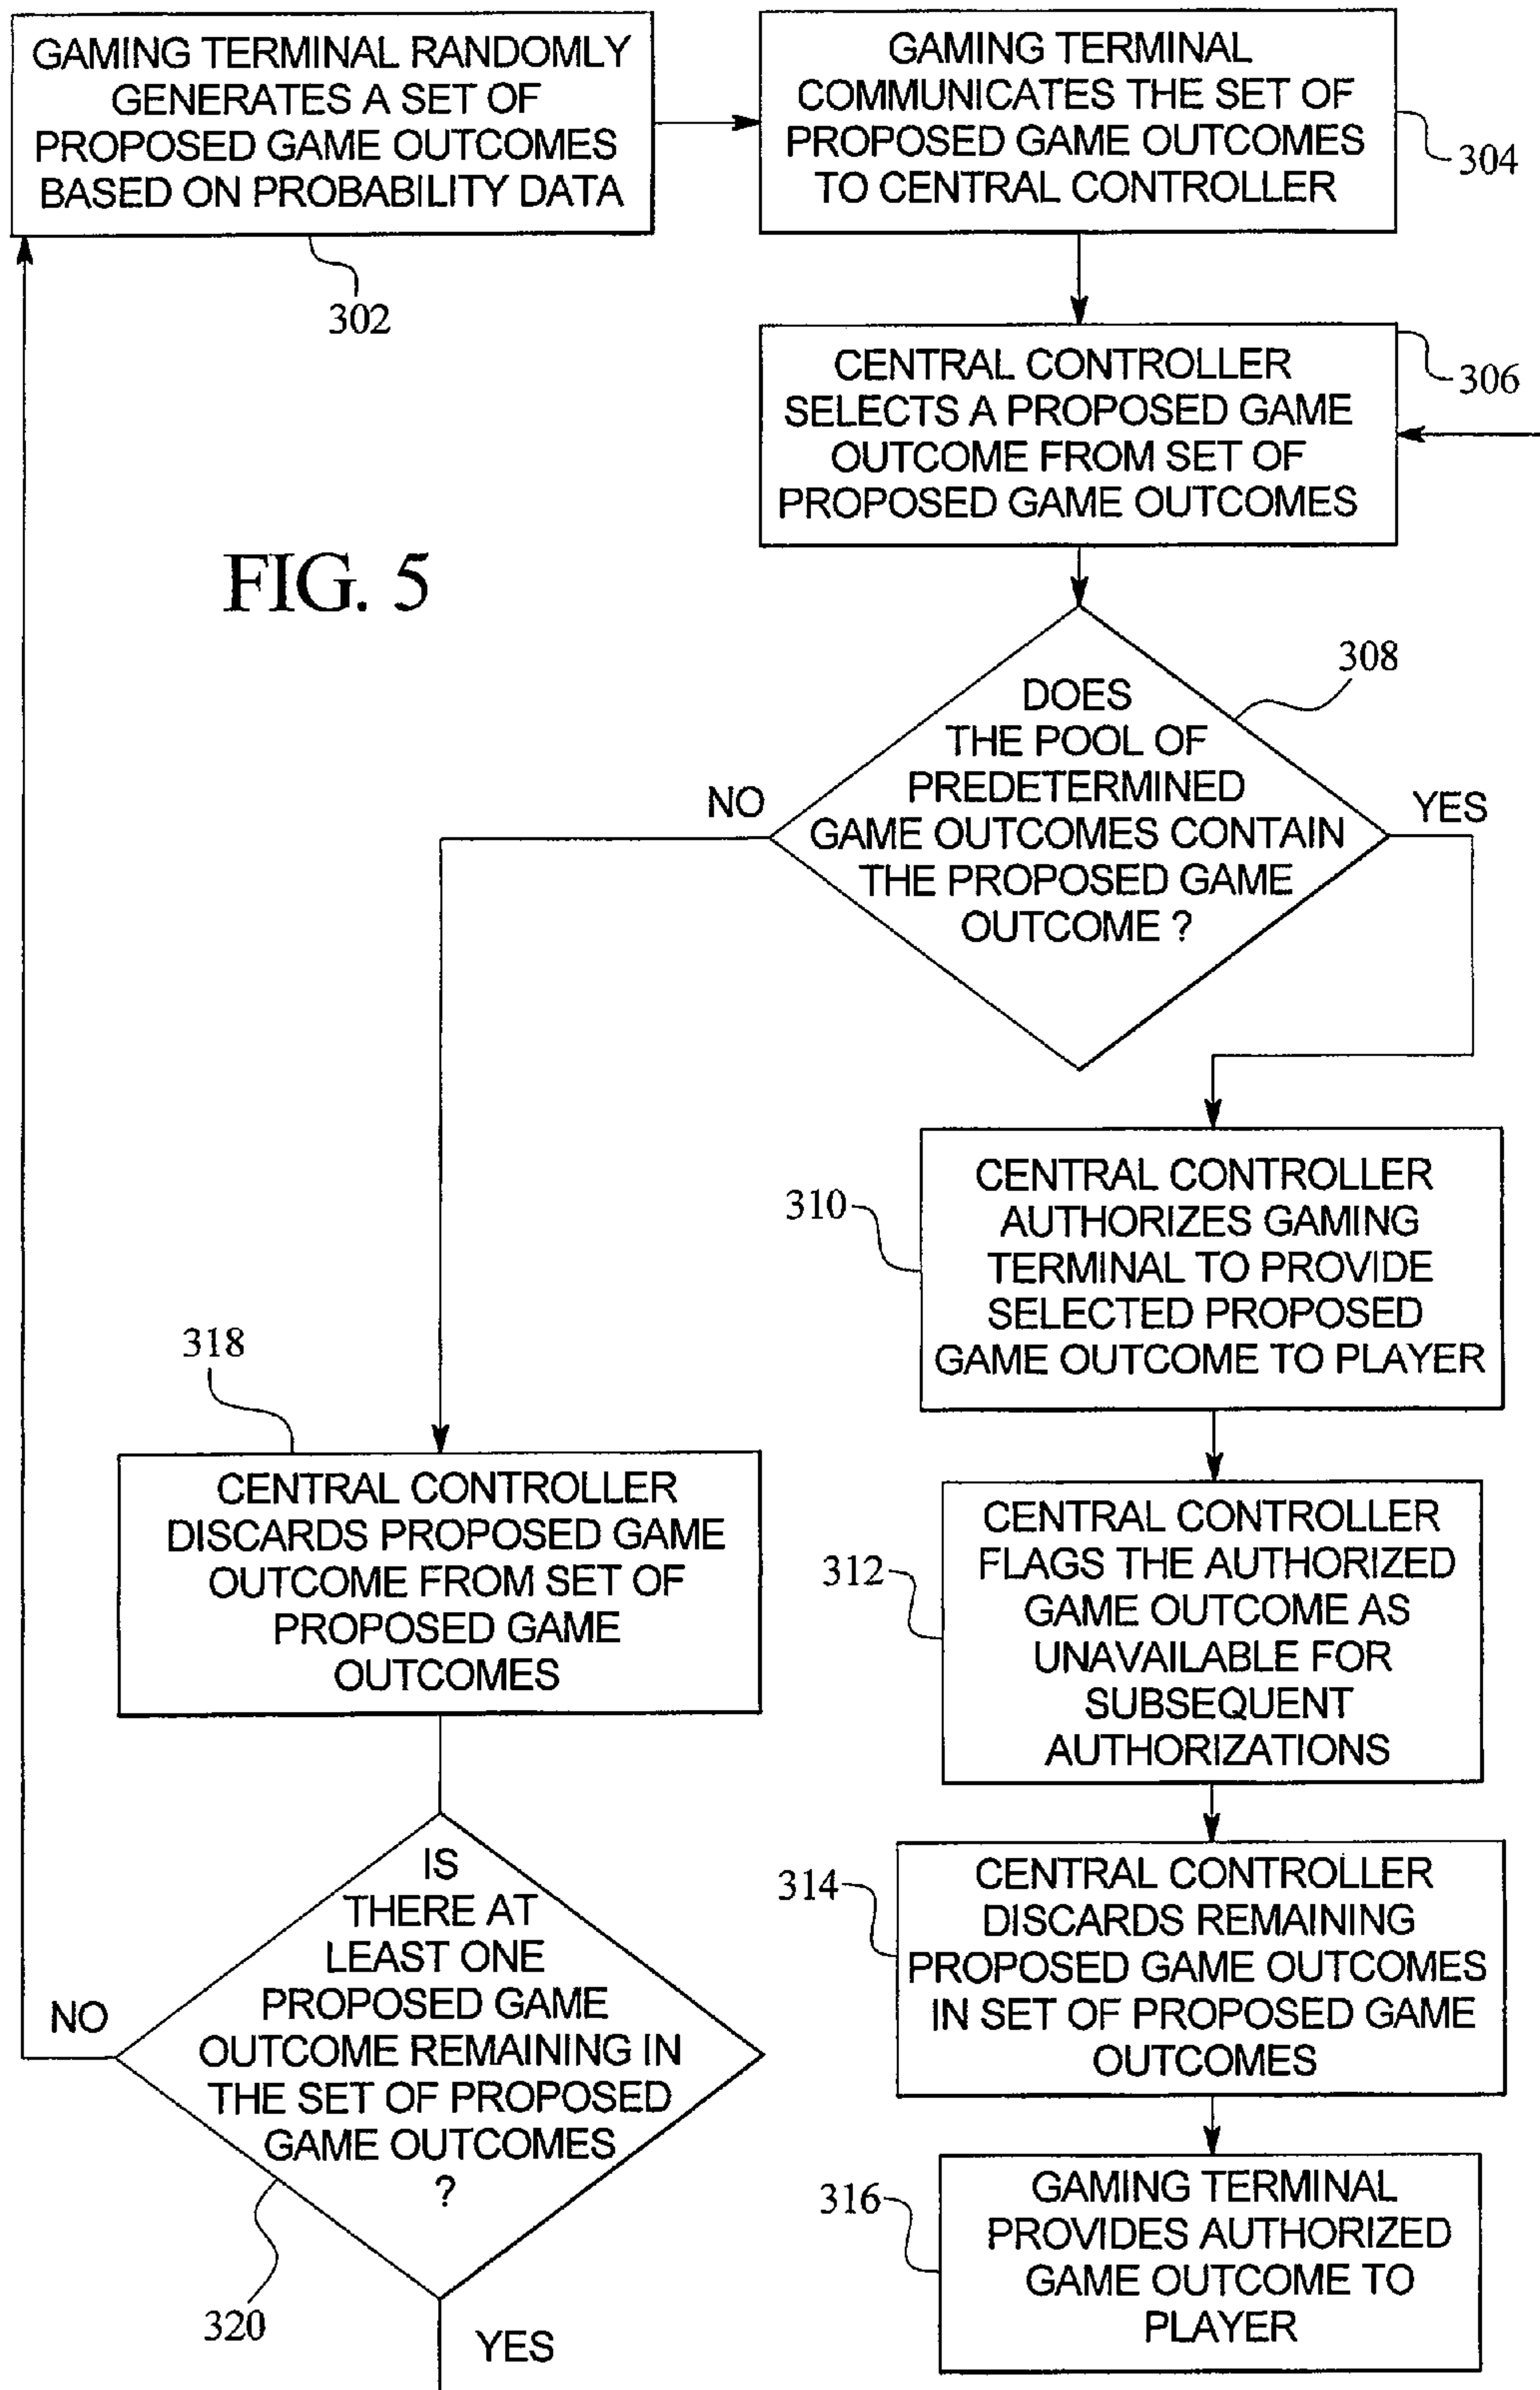 GAMING TERMINAL RANDOMLY
GENERATES A SET OF
PROPOSED GAME OUTCOMES
BASED ON PROBABILITY DATA
302
GAMING TERMINAL
COMMUNICATES THE SET OF
PROPOSED GAME OUTCOMES
TO CENTRAL CONTROLLER
304
CENTRAL CONTROLLER
SELECTS A PROPOSED GAME
OUTCOME FROM SET OF
PROPOSED GAME OUTCOMES
306
FIG. 5
DOES
THE POOL OF
PREDETERMINED
GAME OUTCOMES CONTAIN
THE PROPOSED GAME
OUTCOME ?
308
NO
YES
CENTRAL CONTROLLER
AUTHORIZES GAMING
TERMINAL TO PROVIDE
SELECTED PROPOSED
GAME OUTCOME TO PLAYER
310
CENTRAL CONTROLLER
FLAGS THE AUTHORIZED
GAME OUTCOME AS
UNAVAILABLE FOR
SUBSEQUENT
AUTHORIZATIONS
312
CENTRAL CONTROLLER
DISCARDS REMAINING
PROPOSED GAME OUTCOMES
IN SET OF PROPOSED GAME
OUTCOMES
314
GAMING TERMINAL
PROVIDES AUTHORIZED
GAME OUTCOME TO
PLAYER
316
318
CENTRAL CONTROLLER
DISCARDS PROPOSED GAME
OUTCOME FROM SET OF
PROPOSED GAME
OUTCOMES
IS
THERE AT
LEAST ONE
PROPOSED GAME
OUTCOME REMAINING IN
THE SET OF PROPOSED
GAME OUTCOMES
?
NO
320
YES